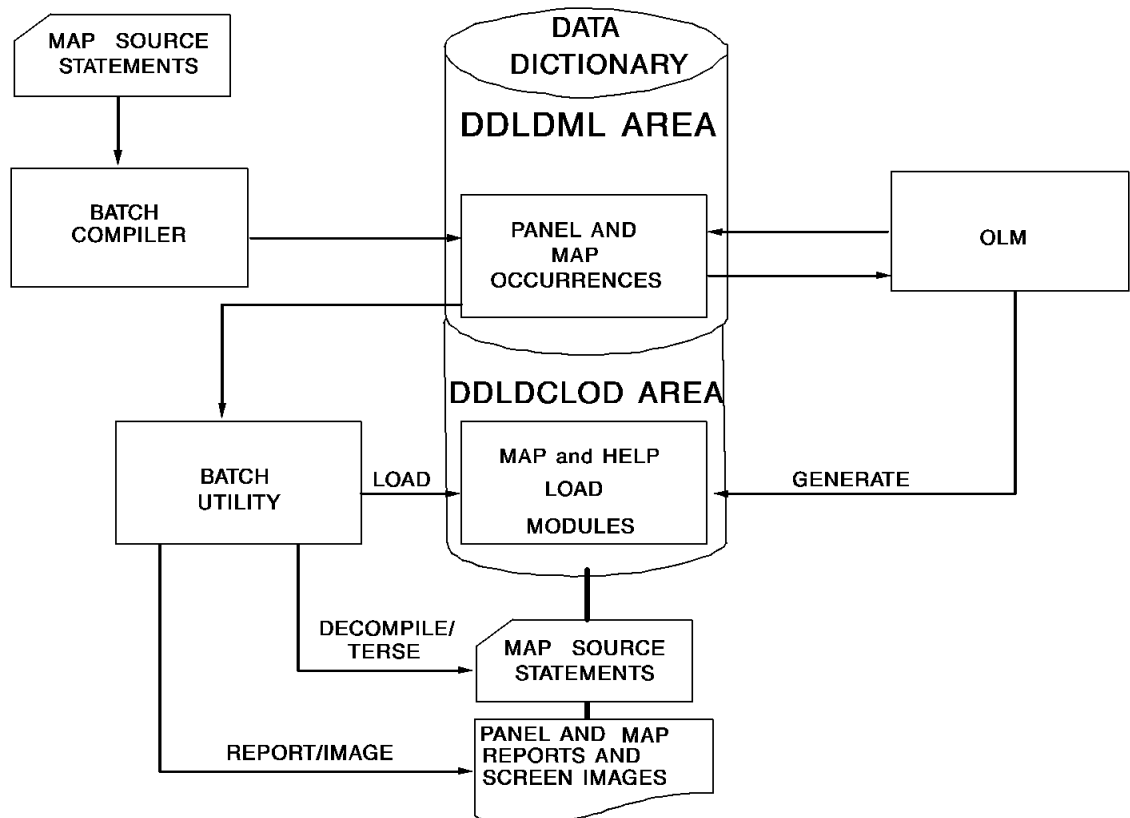 MAP SOURCE
STATEMENTS
DATA
DICTIONARY
DDLDML AREA
BATCH
COMPILER
PANEL AND
MAP
OCCURRENCES
OLM
DDLDCLOD AREA
BATCH
UTILITY
LOAD
MAP and HELP
LOAD
MODULES
GENERATE
DECOMPILE/
TERSE
MAP SOURCE
STATEMENTS
REPORT/IMAGE
PANEL AND MAP
REPORTS AND
SCREEN IMAGES